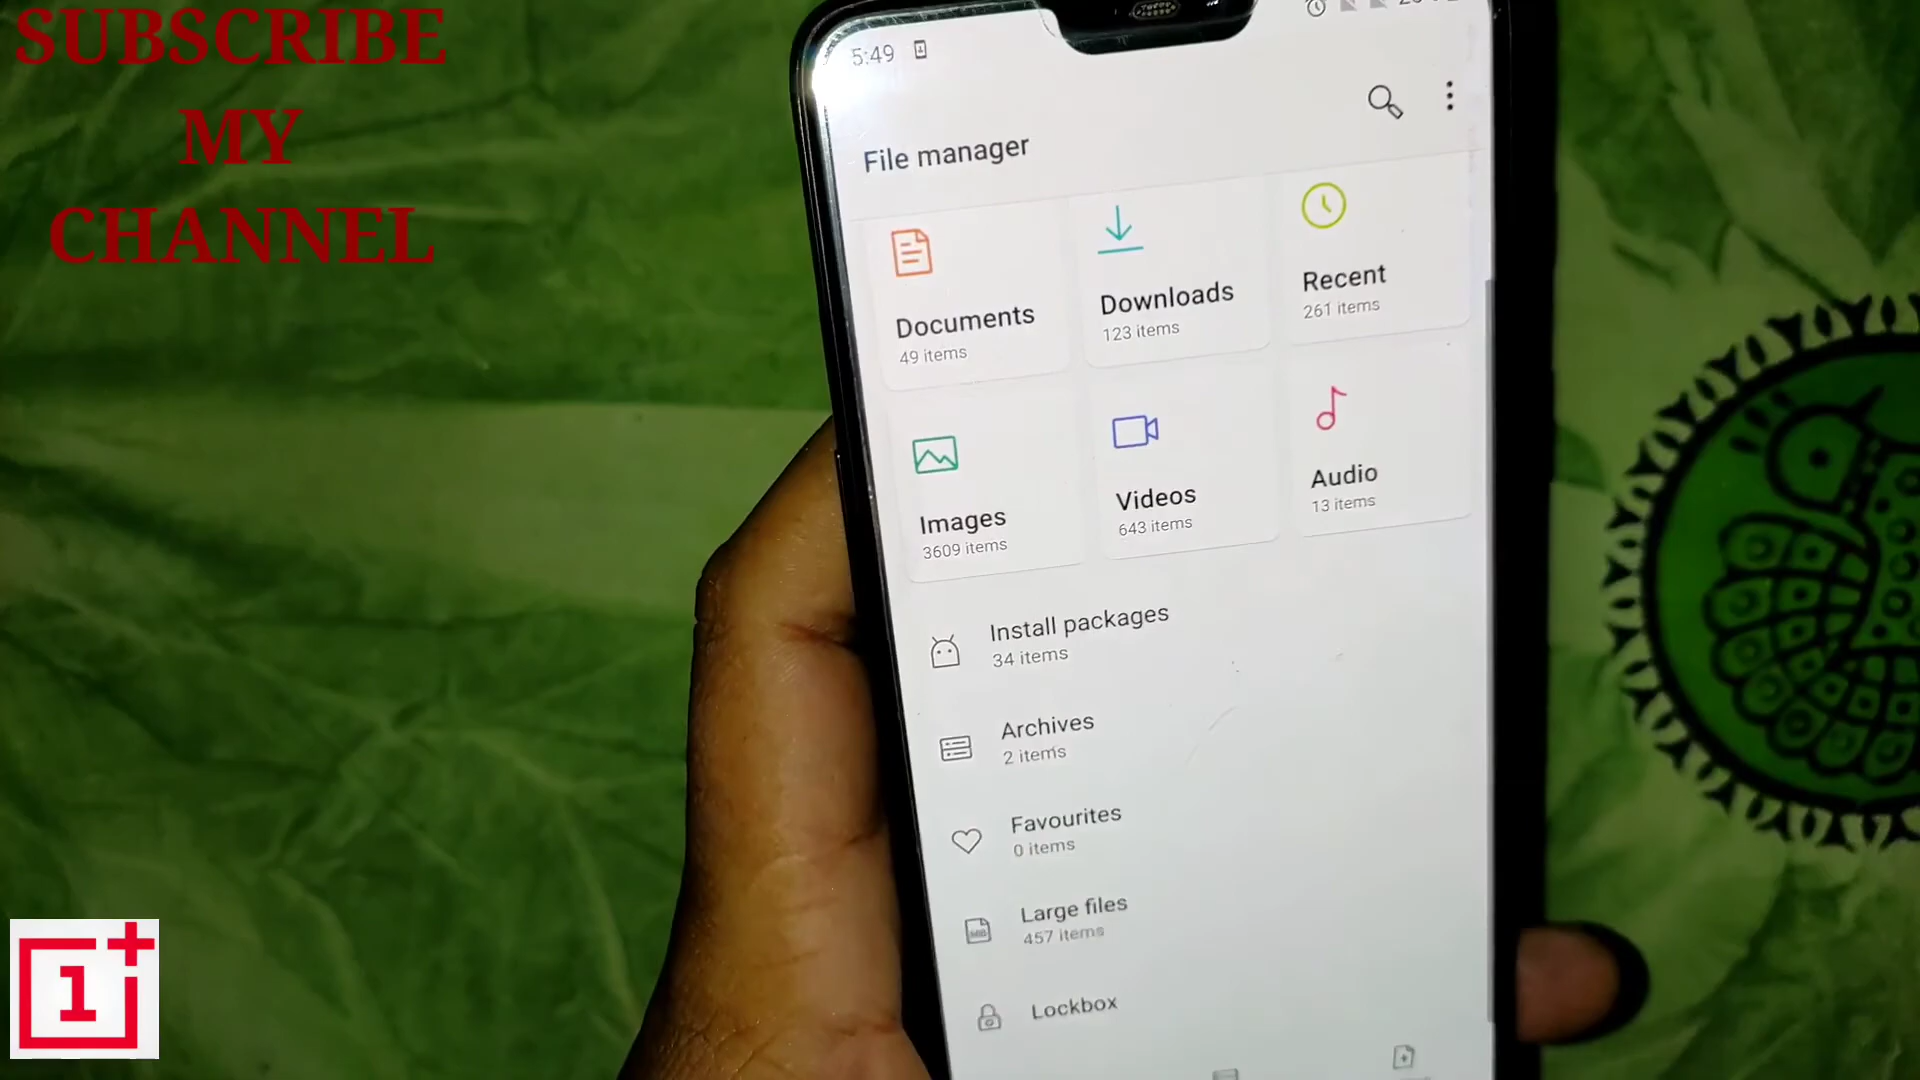 SUBSCRIBE
MY
CHANNEL
5:49
File manager
Documents
49 items
Downloads
123 items
Recent
261 items
Images
3609 items
Videos
643 items
Audio
13 items
Install packages
34 items
Archives
2 items
Favourites
0 items
Large files
457 items
Lockbox
1+